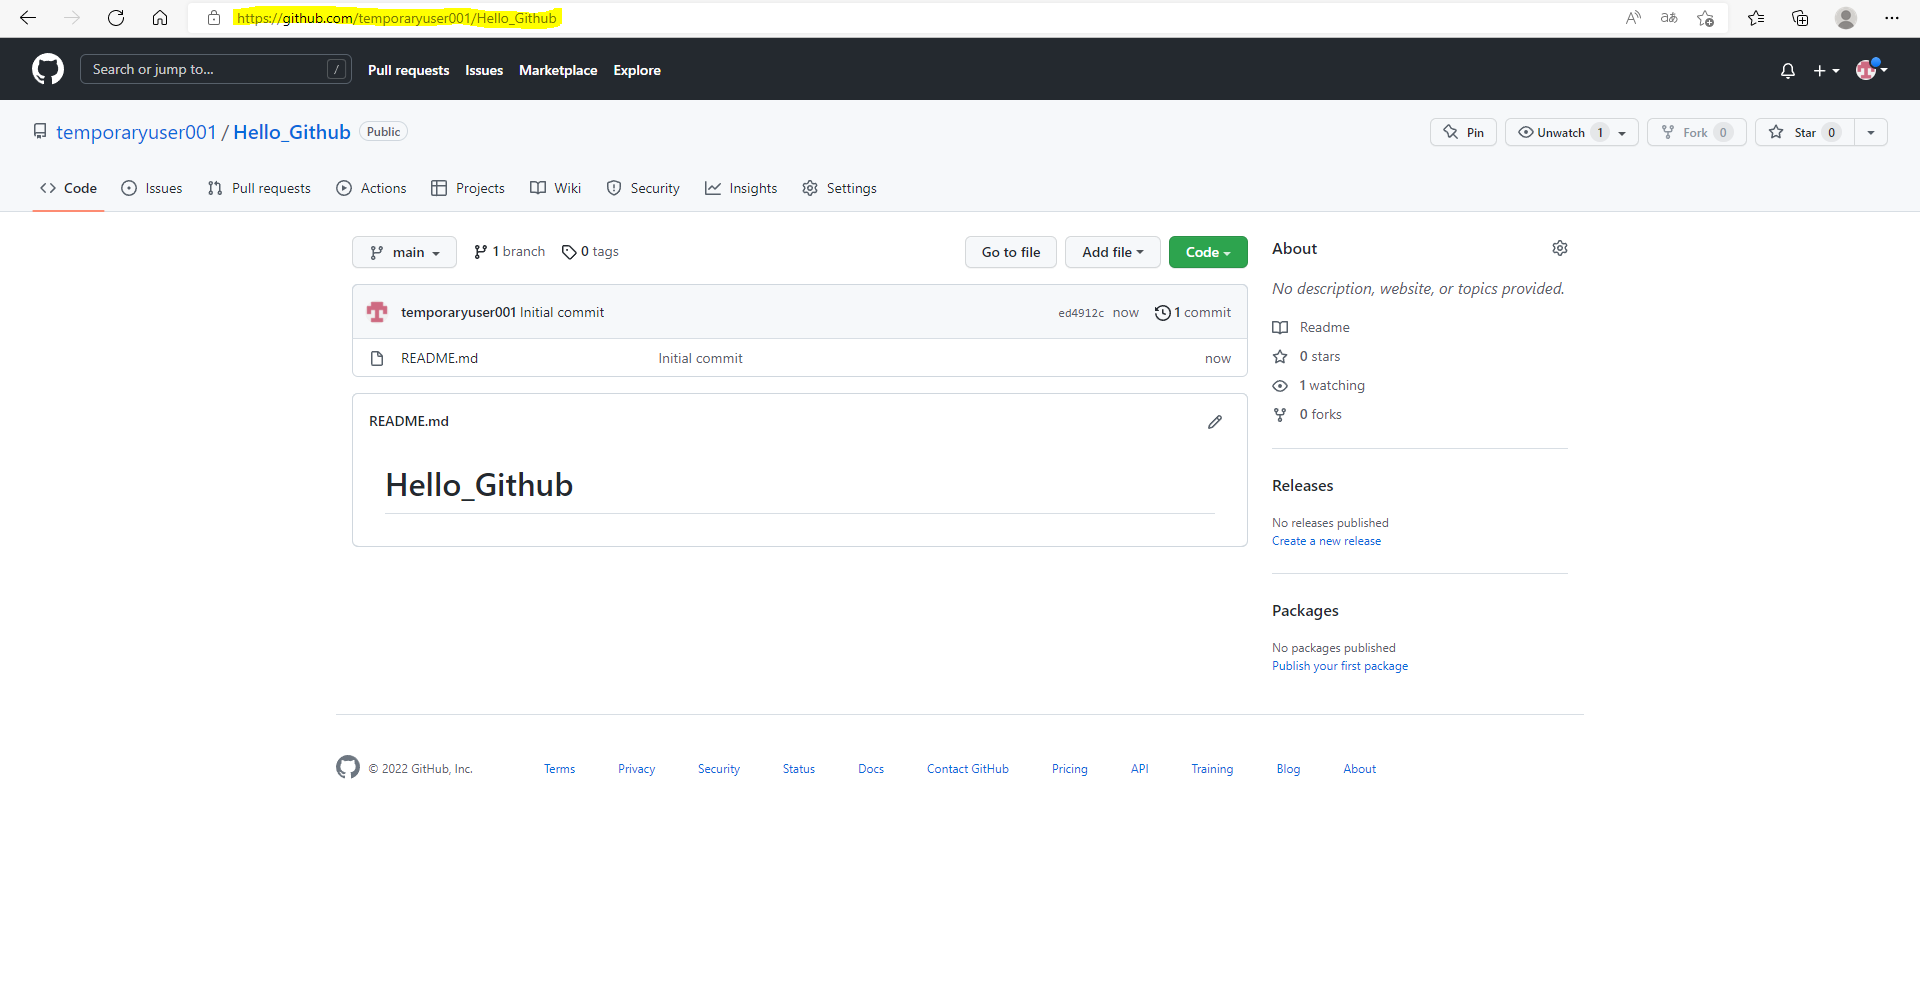 https://github.com/temporaryuser001/Hello_Github
Search or jump to... /
Pull requests Issues Marketplace Explore
temporaryuser001 / Hello_Github Public
Pin Unwatch 1 Fork 0 Star 0
Code Issues Pull requests Actions Projects Wiki Security Insights Settings
main 1 branch 0 tags Go to file Add file Code
temporaryuser001 Initial commit ed4912c now 1 commit
README.md Initial commit now
README.md
Hello_Github
About
No description, website, or topics provided.
Readme
0 stars
1 watching
0 forks
Releases
No releases published
Create a new release
Packages
No packages published
Publish your first package
© 2022 GitHub, Inc. Terms Privacy Security Status Docs Contact GitHub Pricing API Training Blog About